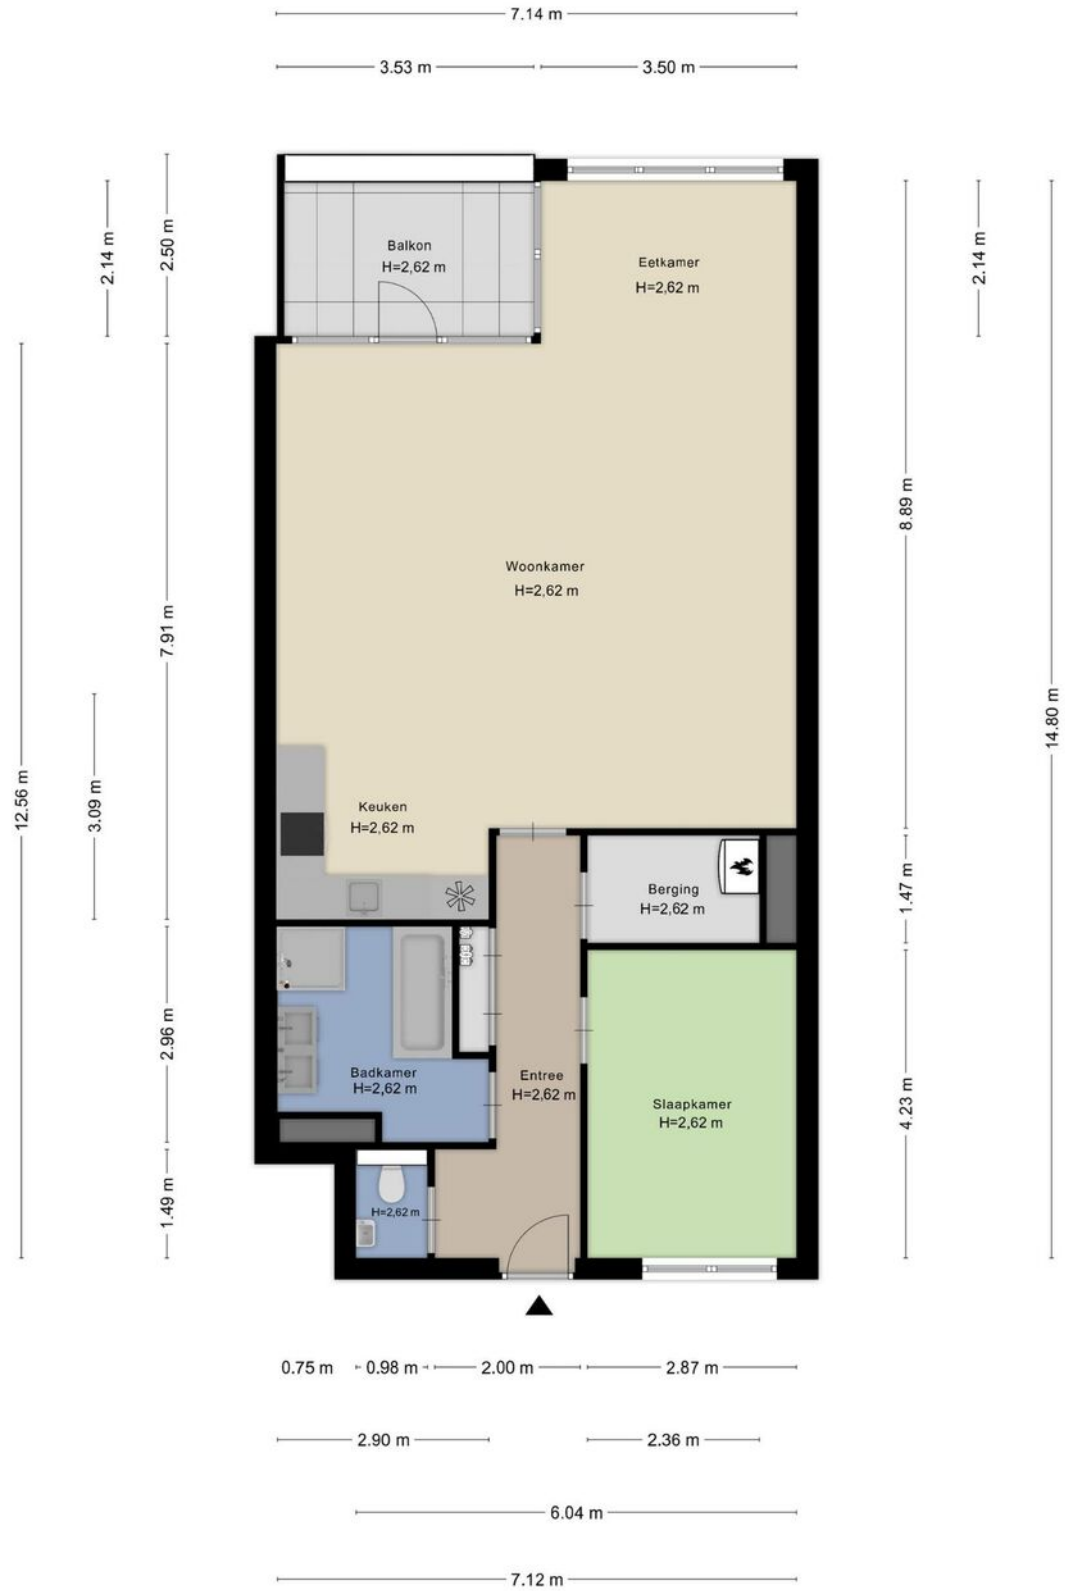 7.14 m
3.53 m
3.50 m
2.14 m
2.50 m
2.14 m
Balkon
H=2,62 m
Eetkamer
H=2,62 m
8.89 m
Woonkamer
H=2,62 m
7.91 m
14.80 m
12.56 m
3.09 m
Keuken
H=2,62 m
Berging
H=2,62 m
1.47 m
2.96 m
Badkamer
H=2,62 m
Entree
H=2,62 m
Slaapkamer
H=2,62 m
4.23 m
1.49 m
H=2,62 m
0.75 m
0.98 m
2.00 m
2.87 m
2.90 m
2.36 m
6.04 m
7.12 m